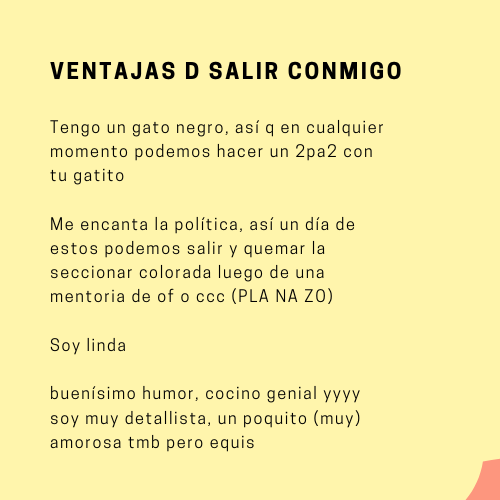 VENTAJAS D SALIR CONMIGO
Tengo un gato negro, así q en cualquier
momento podemos hacer un 2pa2 con
tu gatito
Me encanta la política, así un día de
estos podemos salir y quemar la
seccionar colorada luego de una
mentoria de of o ccc (PLA NA ZO)
Soy linda
buenísimo humor, cocino genial yyyy
soy muy detallista, un poquito (muy)
amorosa tmb pero equis